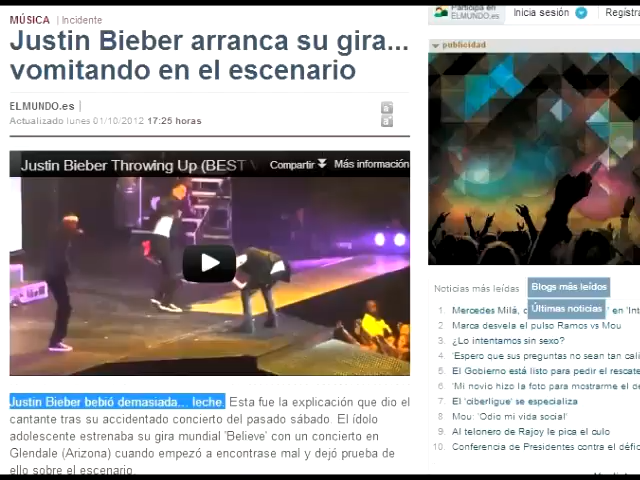 MÚSICA | Incidente
Justin Bieber arranca su gira...
vomitando en el escenario
ELMUNDO.es |
Actualizado lunes 01/10/2012 17:25 horas
Justin Bieber Throwing Up (BEST
Compartir
Más información
Justin Bieber bebió demasiada... leche. Esta fue la explicación que dio el
cantante tras su accidentado concierto del pasado sábado. El ídolo
adolescente estrenaba su gira mundial 'Believe' con un concierto en
Glendale (Arizona) cuando empezó a encontrase mal y dejó prueba de
ello sobre el escenario.
Participa en
ELMUNDO.es
Inicia sesión
publicidad
Noticias más leídas
Blogs más leídos
Últimas noticias
1. Mercedes Milá,
2. Marca desvela el pulso Ramos vs Mou
3. ¿Lo intentamos sin sexo?
4. 'Espero que sus preguntas no sean tan
5. El Gobierno está listo para pedir el rescate
6. 'Mi novio hizo la foto para mostrarme el
7. El 'ciberligue' se especializa
8. Mou: 'Odio mi vida social'
9. Al telonero de Rajoy le pica el culo
10. Conferencia de Presidentes contra el